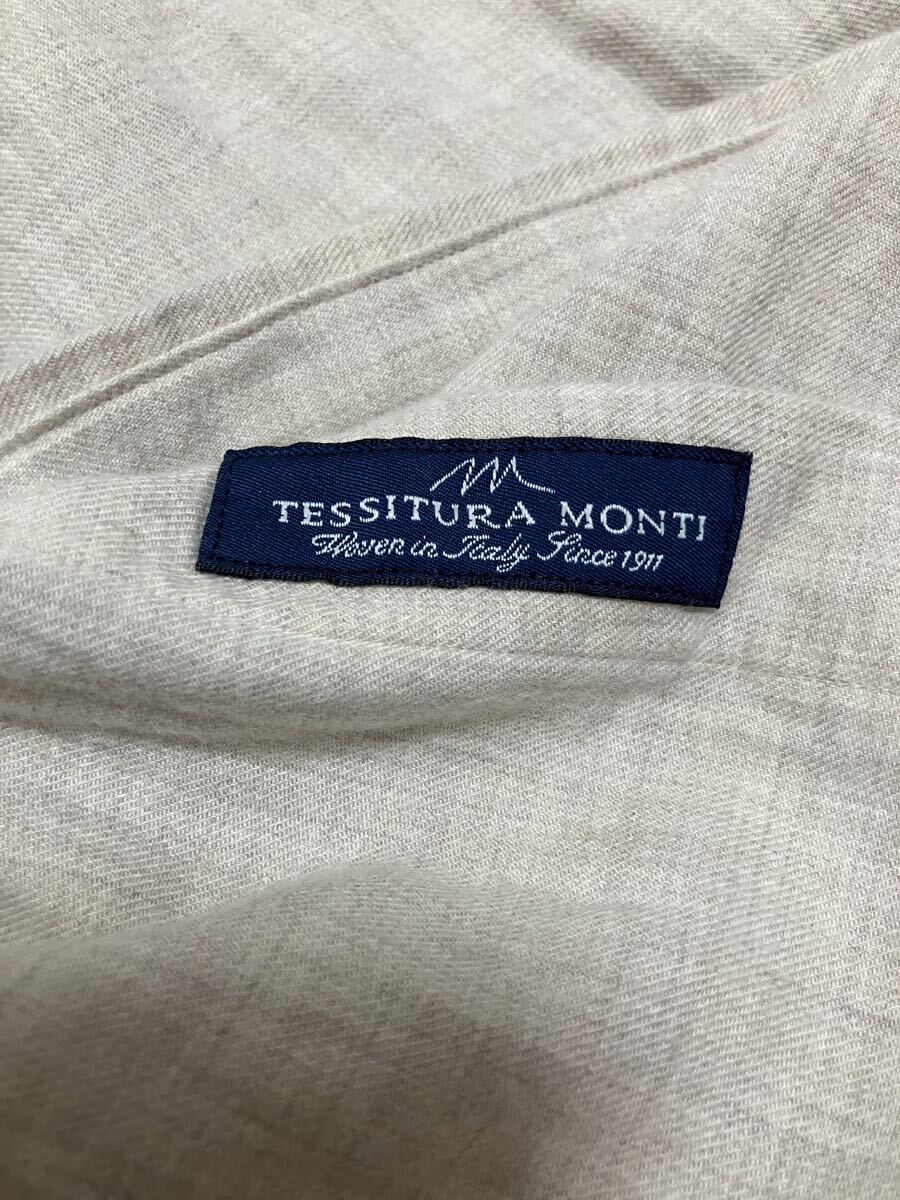 TESSITURA MONTI
Woven in Italy Since 1911